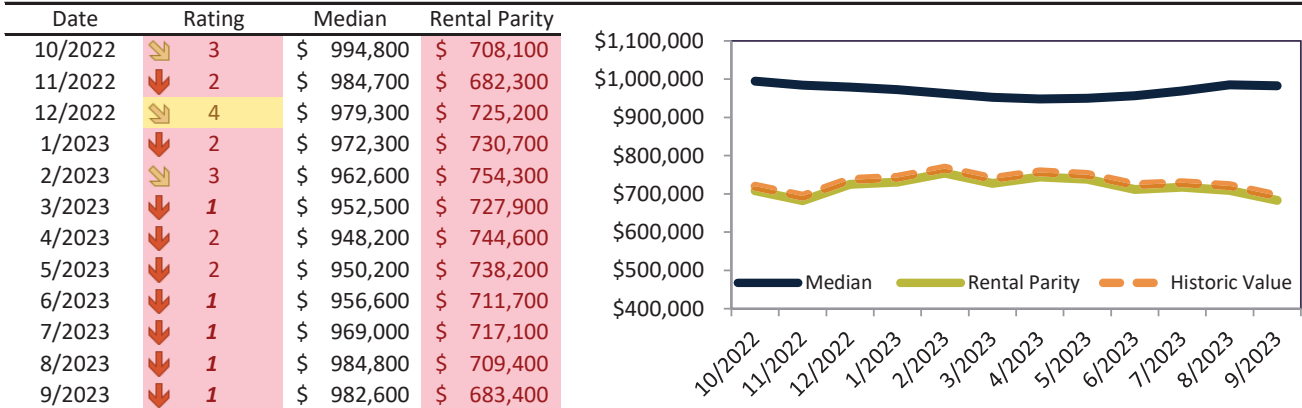 Date Rating Median Rental Parity
10/2022 3 $ 994,800 $ 708,100
11/2022 2 $ 984,700 $ 682,300
12/2022 4 $ 979,300 $ 725,200
1/2023 2 $ 972,300 $ 730,700
2/2023 3 $ 962,600 $ 754,300
3/2023 1 $ 952,500 $ 727,900
4/2023 2 $ 948,200 $ 744,600
5/2023 2 $ 950,200 $ 738,200
6/2023 1 $ 956,600 $ 711,700
7/2023 1 $ 969,000 $ 717,100
8/2023 1 $ 984,800 $ 709,400
9/2023 1 $ 982,600 $ 683,400
$1,100,000
$1,000,000
$900,000
$800,000
$700,000
$600,000
$500,000
$400,000
Median Rental Parity Historic Value
10/2022 11/2022 12/2022 1/2023 2/2023 3/2023 4/2023 5/2023 6/2023 7/2023 8/2023 9/2023